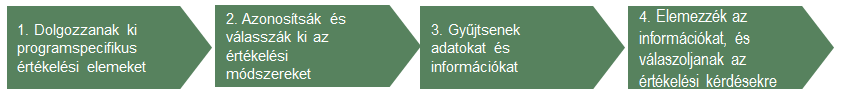 1. Dolgozzanak ki
programspecifikus
értékelési elemeket
2. Azonosítsák és
válasszák ki az
értékelési
módszereket
3. Gyűjtsenek
adatokat és
információkat
4. Elemezzék az
információkat, és
válaszoljanak az
értékelési kérdésekre